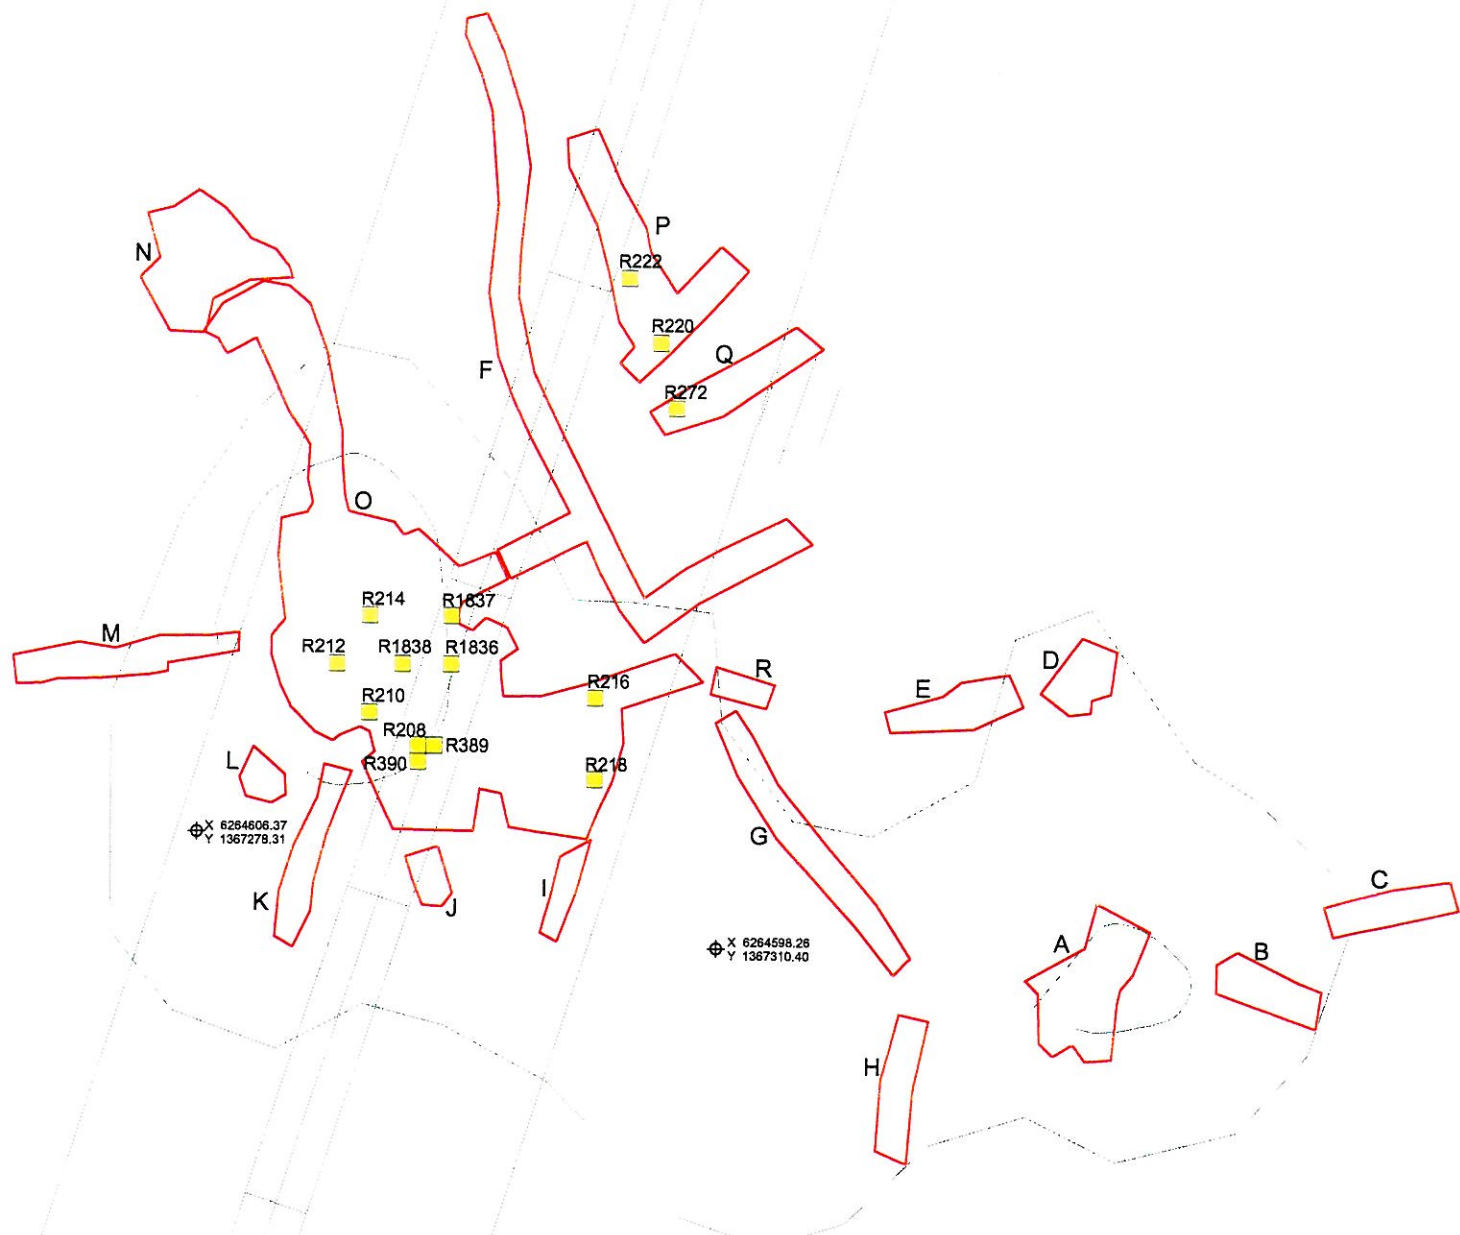 P
N
R222
R220
Q
F
R272
O
R214
R1837
M
R212
R1838
R1836
D
R
R216
E
R210
R208
R389
L
R390
R218
X 6264606.37
Y 1367278.31
G
C
I
K
J
A
X 6264598.26
Y 1367310.40
B
H